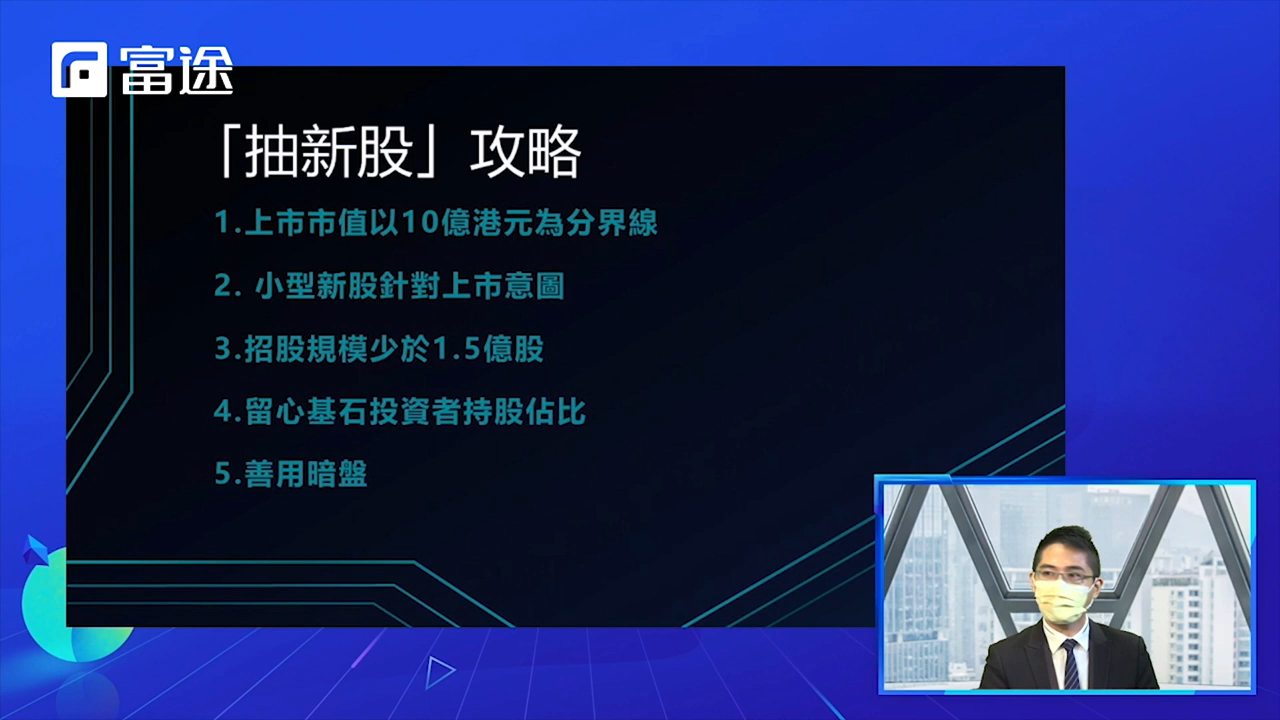 富途
「抽新股」攻略
1.上市市值以10億港元為分界線
2. 小型新股針對上市意圖
3.招股規模少於1.5億股
4.留心基石投資者持股佔比
5.善用暗盤